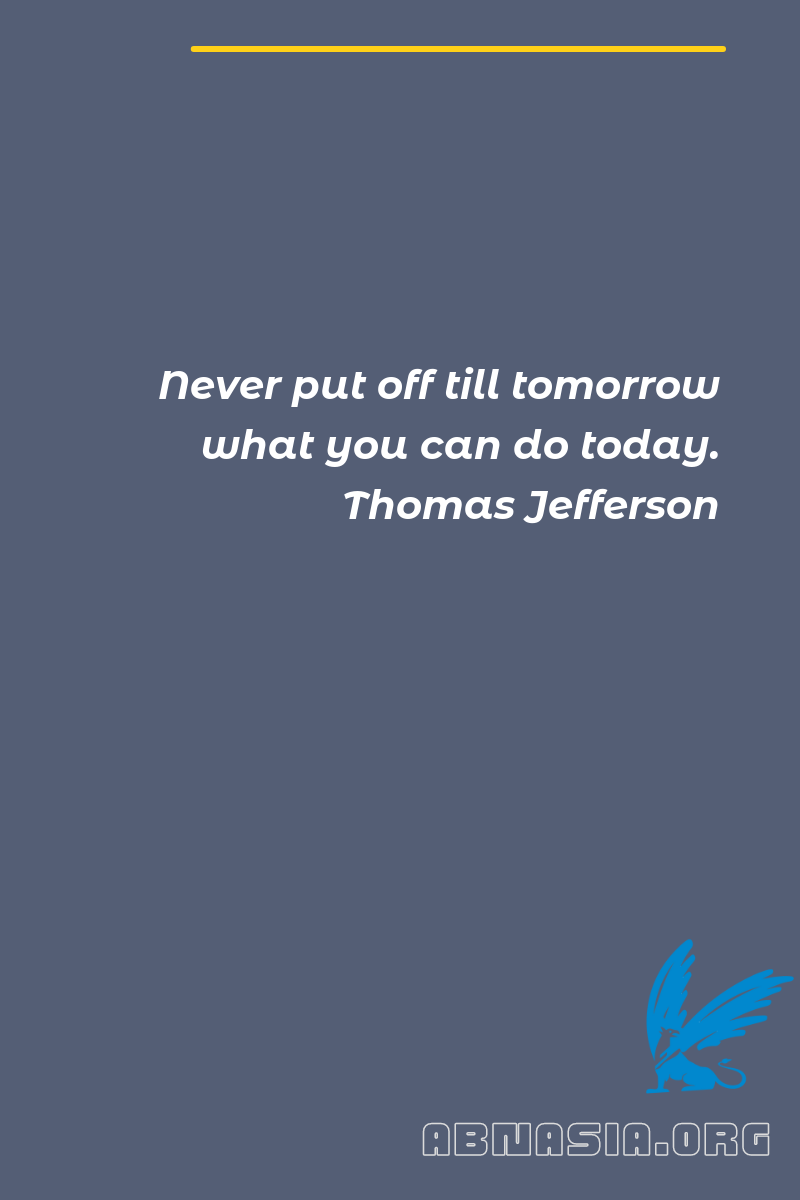 Never put off till tomorrow
what you can do today.
Thomas Jefferson
ABNASIA.ORG